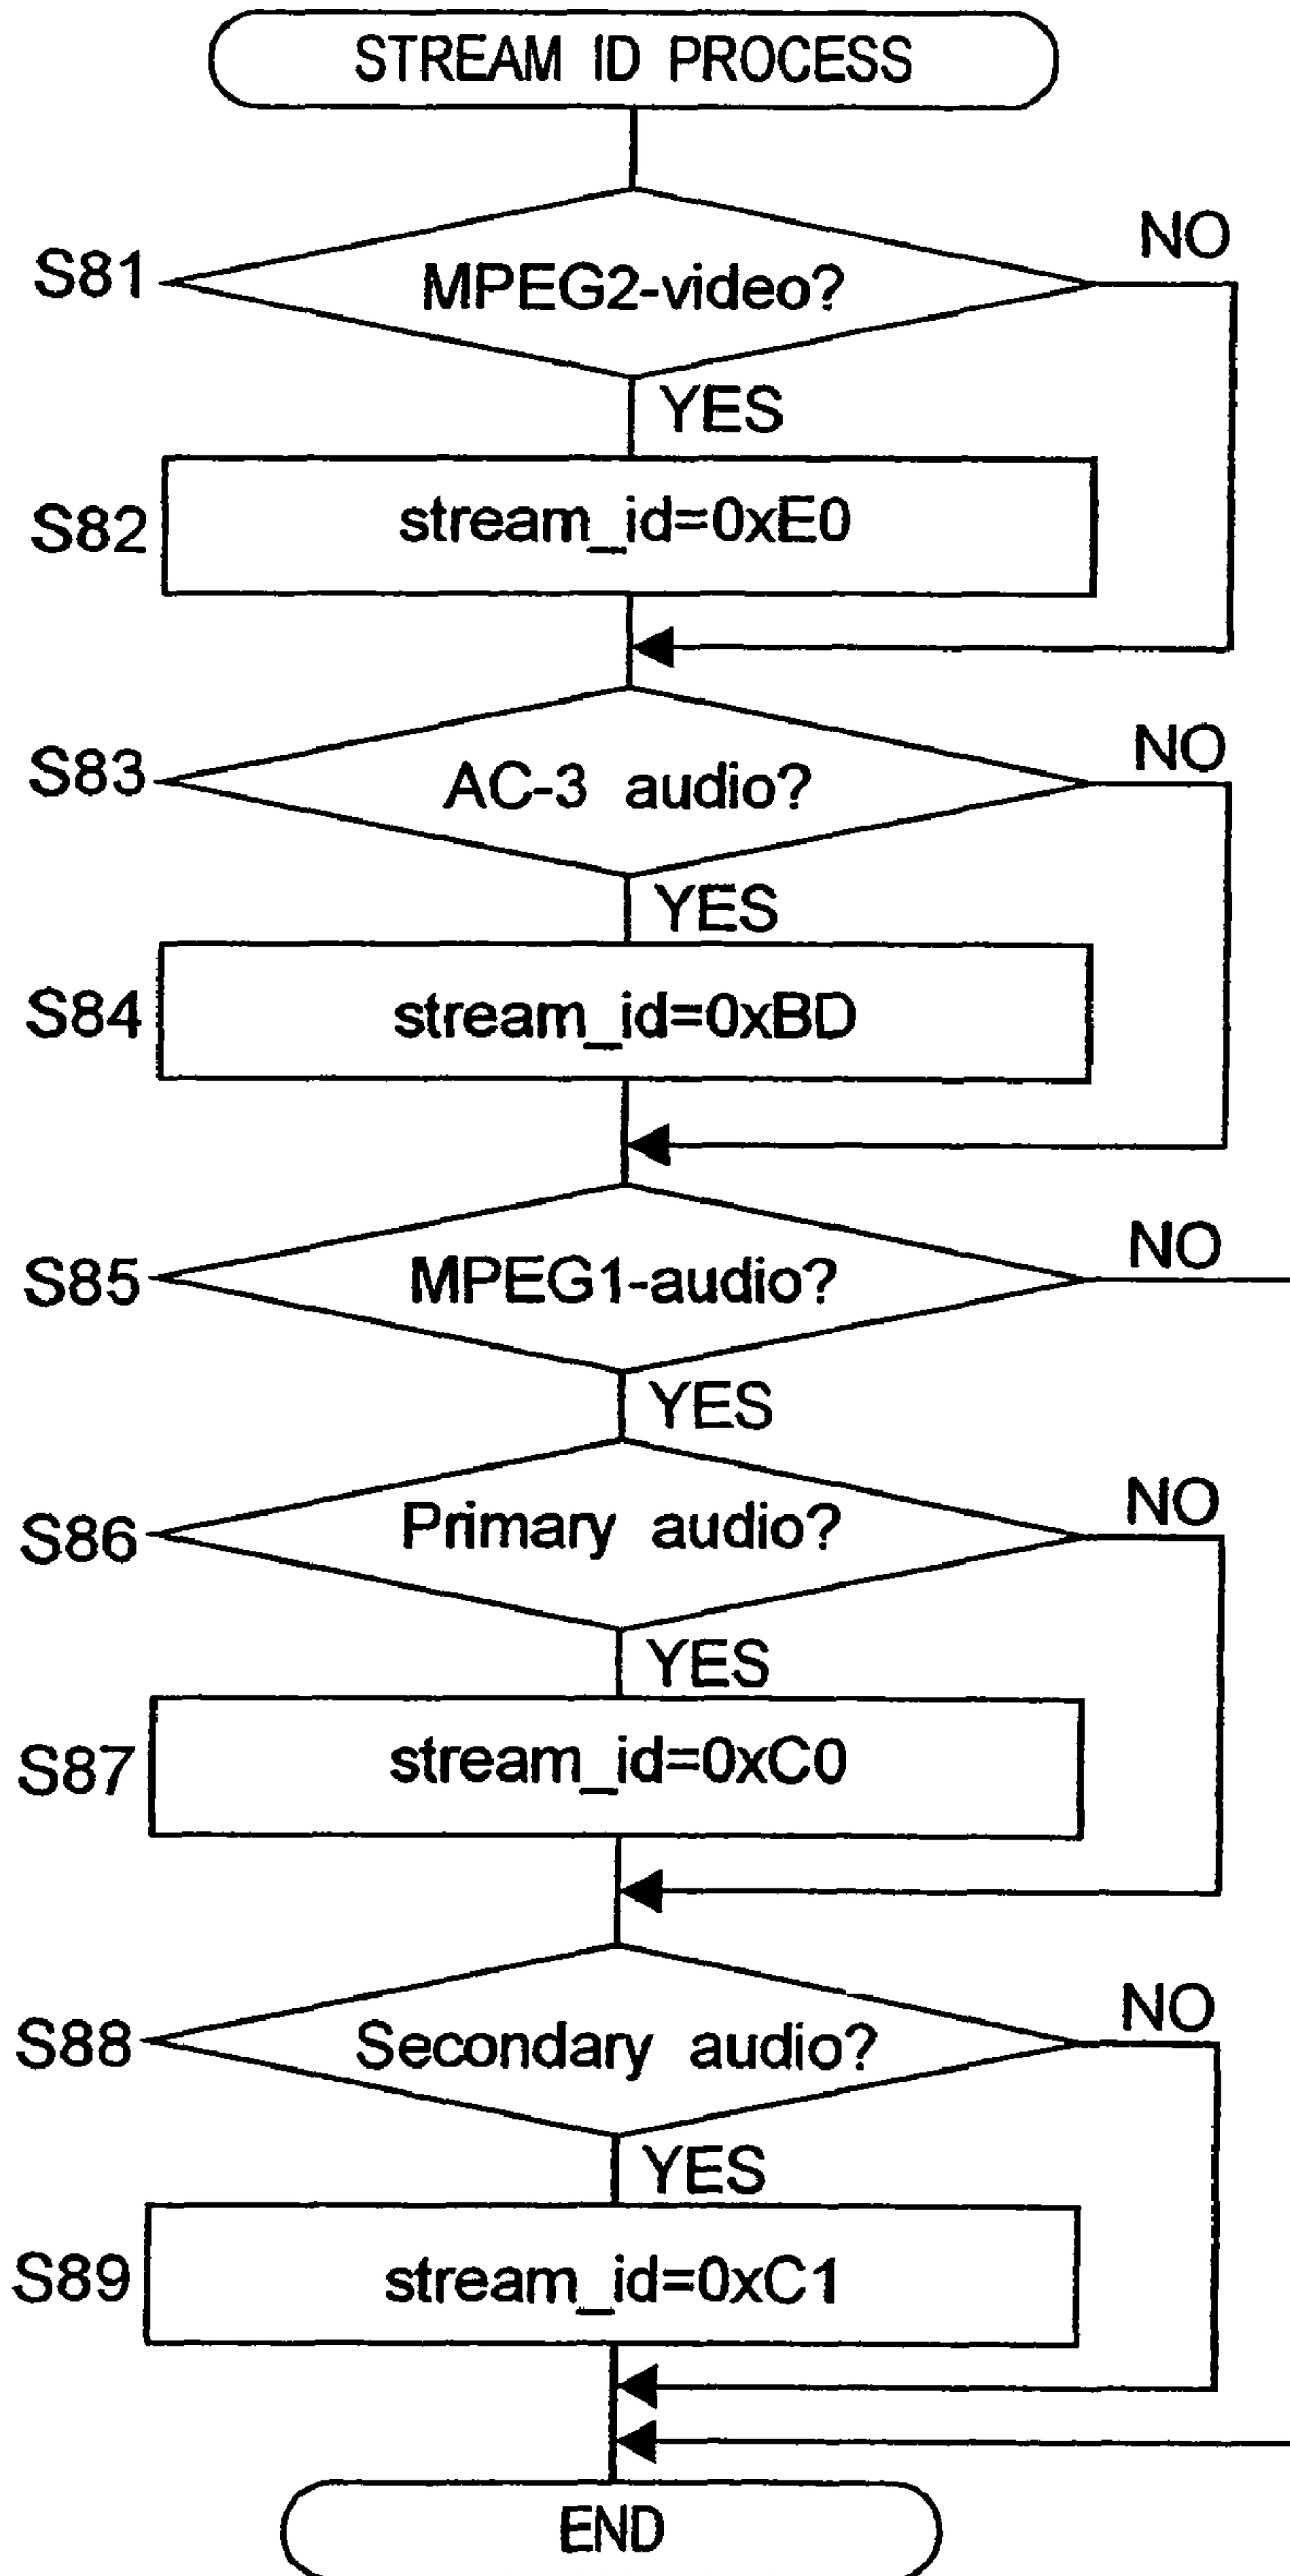 STREAM ID PROCESS
S81
MPEG2-video?
NO
YES
S82
stream_id=0xE0
S83
AC-3 audio?
NO
YES
S84
stream_id=0xBD
S85
MPEG1-audio?
NO
YES
S86
Primary audio?
NO
YES
S87
stream_id=0xC0
S88
Secondary audio?
NO
YES
S89
stream_id=0xC1
END